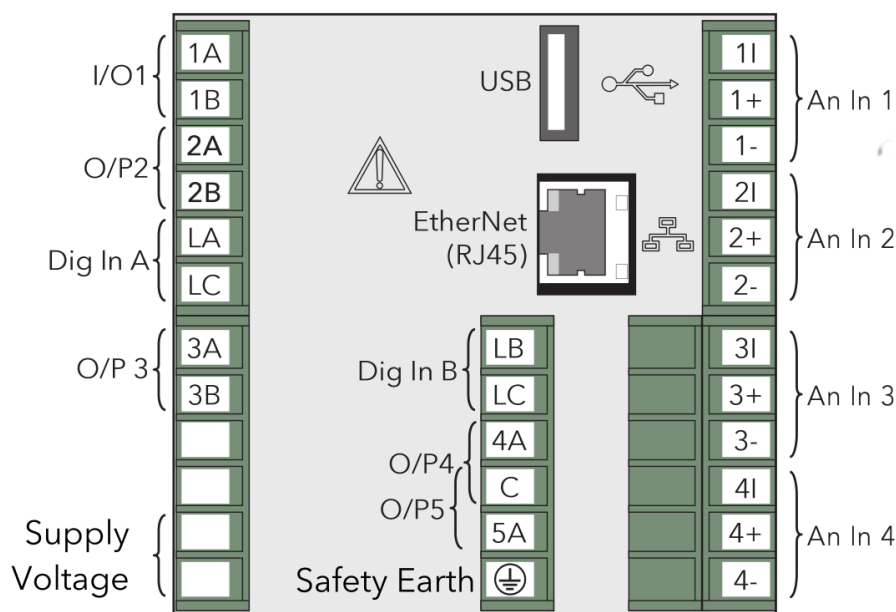 I/O1
1A
1B
O/P2
2A
2B
Dig In A
LA
LC
O/P 3
3A
3B
Supply
Voltage
USB
EtherNet
(RJ45)
Dig In B
LB
LC
O/P4
4A
C
O/P5
5A
Safety Earth
1I
1+
1-
An In 1
2I
2+
2-
An In 2
3I
3+
3-
An In 3
4I
4+
4-
An In 4